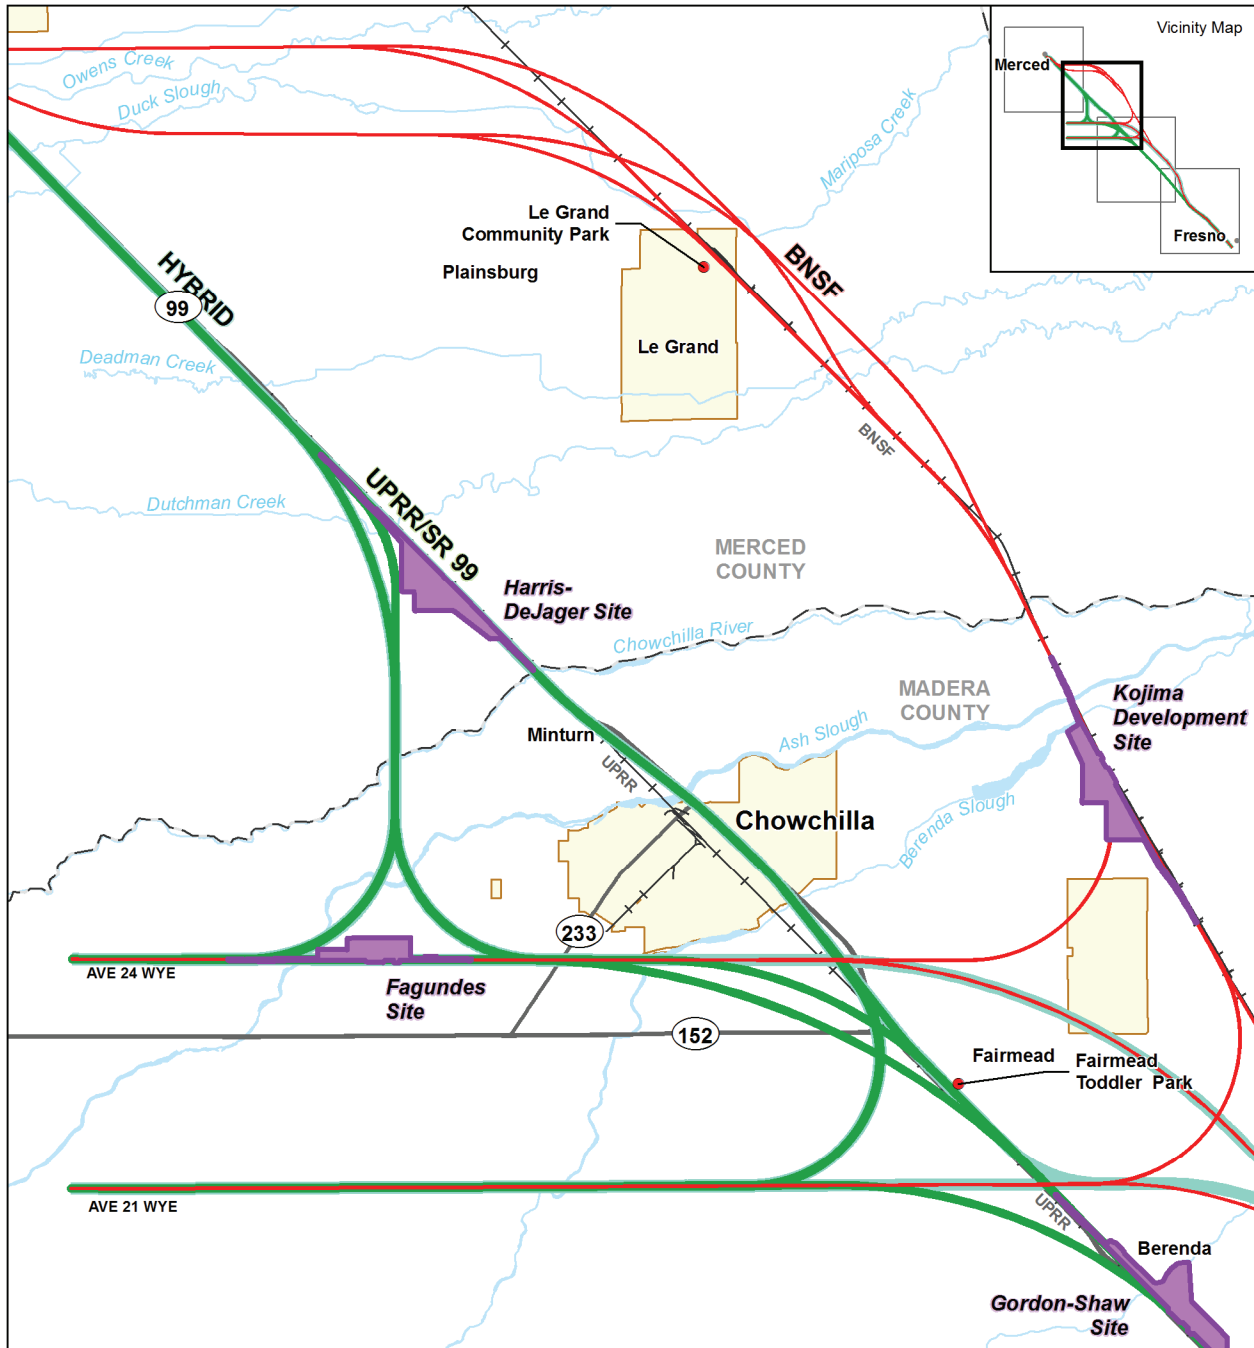 Vicinity Map
Merced
Fresno
Owens Creek
Duck Slough
Mariposa Creek
Le Grand
Community Park
Plainsburg
BNSF
HYBRID
99
Le Grand
Deadman Creek
BNSF
Dutchman Creek
UPRR/SR 99
MERCED
COUNTY
Harris-
DeJager Site
Chowchilla River
MADERA
COUNTY
Kojima
Development
Site
Ash Slough
Minturn
UPRR
Chowchilla
Berenda Slough
233
AVE 24 WYE
Fagundes
Site
152
Fairmead
Fairmead
Toddler Park
AVE 21 WYE
UPRR
Berenda
Gordon-Shaw
Site